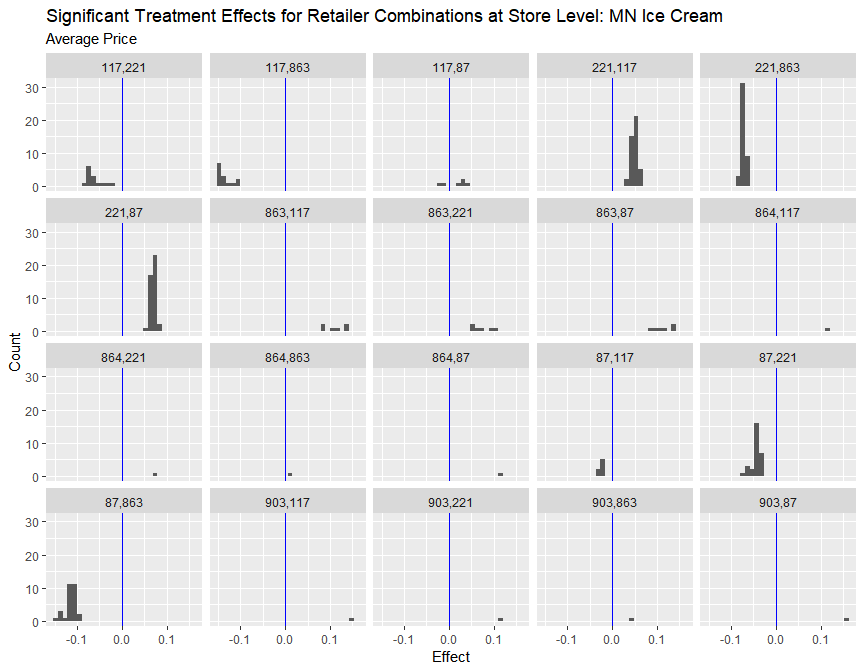 Significant Treatment Effects for Retailer Combinations at Store Level: MN Ice Cream
Average Price
117,221 117,863 117,87 221,117 221,863
30
20
10
0
221,87 863,117 863,221 863,87 864,117
30
20
10
0
Count
864,221 864,863 864,87 87,117 87,221
30
20
10
0
87,863 903,117 903,221 903,863 903,87
30
20
10
0
-0.1 0.0 0.1 -0.1 0.0 0.1 -0.1 0.0 0.1 -0.1 0.0 0.1 -0.1 0.0 0.1
Effect